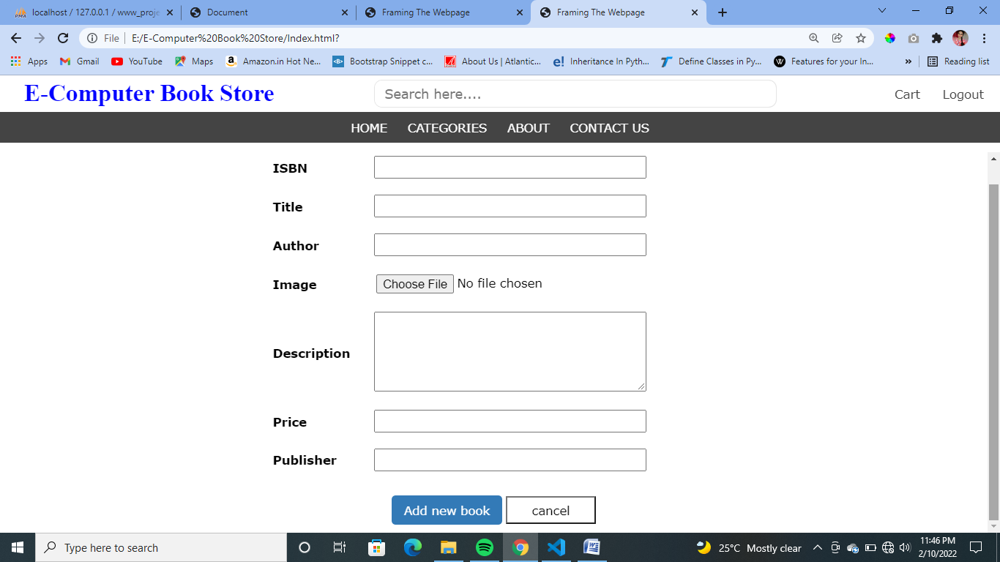 localhost / 127.0.0.1 / www_proje
Document
Framing The Webpage
Framing The Webpage
File
E:/E-Computer%20Book%20Store/Index.html?
Apps
Gmail
YouTube
Maps
Amazon.in Hot Ne...
Bootstrap Snippet c...
About Us | Atlantic...
Inheritance In Pyth...
Define Classes in Py...
Features for your In...
»
Reading list
E-Computer Book Store
Search here....
Cart
Logout
HOME
CATEGORIES
ABOUT
CONTACT US
ISBN
Title
Author
Image
Choose File
No file chosen
Description
Price
Publisher
Add new book
cancel
Type here to search
25°C Mostly clear
11:46 PM
2/10/2022